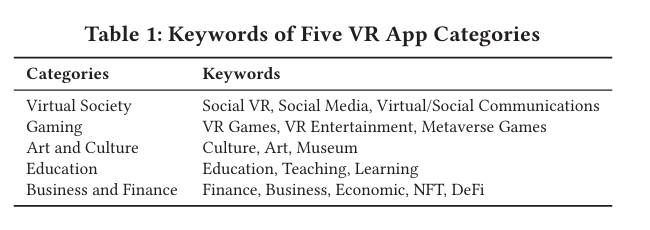 Table 1: Keywords of Five VR App Categories
Categories Keywords
Virtual Society Social VR, Social Media, Virtual/Social Communications
Gaming VR Games, VR Entertainment, Metaverse Games
Art and Culture Culture, Art, Museum
Education Education, Teaching, Learning
Business and Finance Finance, Business, Economic, NFT, DeFi